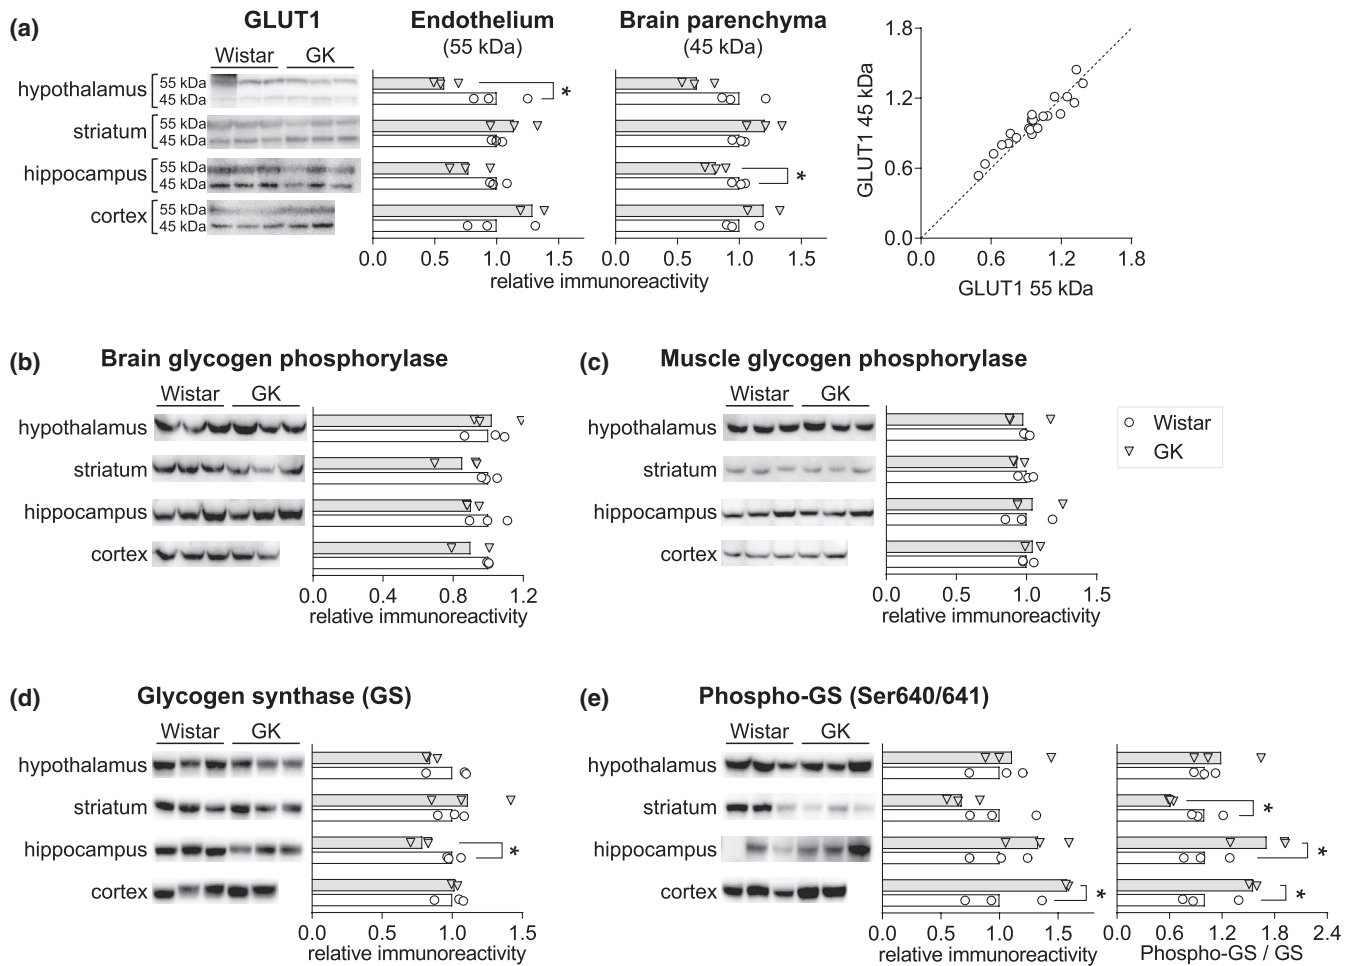 (a)
GLUT1
Wistar GK
hypothalamus 55 kDa
45 kDa
striatum 55 kDa
45 kDa
hippocampus 55 kDa
45 kDa
cortex 55 kDa
45 kDa
Endothelium
(55 kDa)
*
0.0 0.5 1.0 1.5
Brain parenchyma
(45 kDa)
*
0.0 0.5 1.0 1.5
relative immunoreactivity
1.8
1.2
0.6
0.0
GLUT1 45 kDa
0.0 0.6 1.2 1.8
GLUT1 55 kDa
(b)
Brain glycogen phosphorylase
Wistar GK
hypothalamus
striatum
hippocampus
cortex
0.0 0.4 0.8 1.2
relative immunoreactivity
(c)
Muscle glycogen phosphorylase
Wistar GK
hypothalamus
striatum
hippocampus
cortex
0.0 0.5 1.0 1.5
relative immunoreactivity
Wistar
GK
(d)
Glycogen synthase (GS)
Wistar GK
hypothalamus
striatum
hippocampus
cortex
*
0.0 0.5 1.0 1.5
relative immunoreactivity
(e)
Phospho-GS (Ser640/641)
Wistar GK
hypothalamus
striatum
hippocampus
cortex
*
0.0 0.5 1.0 1.5
relative immunoreactivity
*
*
*
0.0 0.6 1.2 1.8 2.4
Phospho-GS / GS